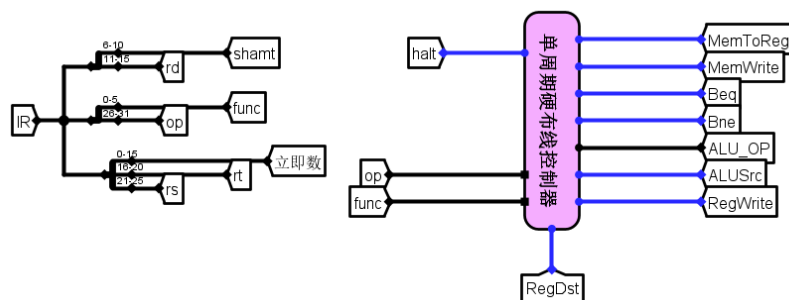 6-10
shamt
11-15
rd
IR
0-5
func
26-31
op
0-15
立即数
16-20
rt
21-25
rs
halt
op
func
单周期硬布线控制器
MemToReg
MemWrite
Beq
Bne
ALU_OP
ALUSrc
RegWrite
RegDst